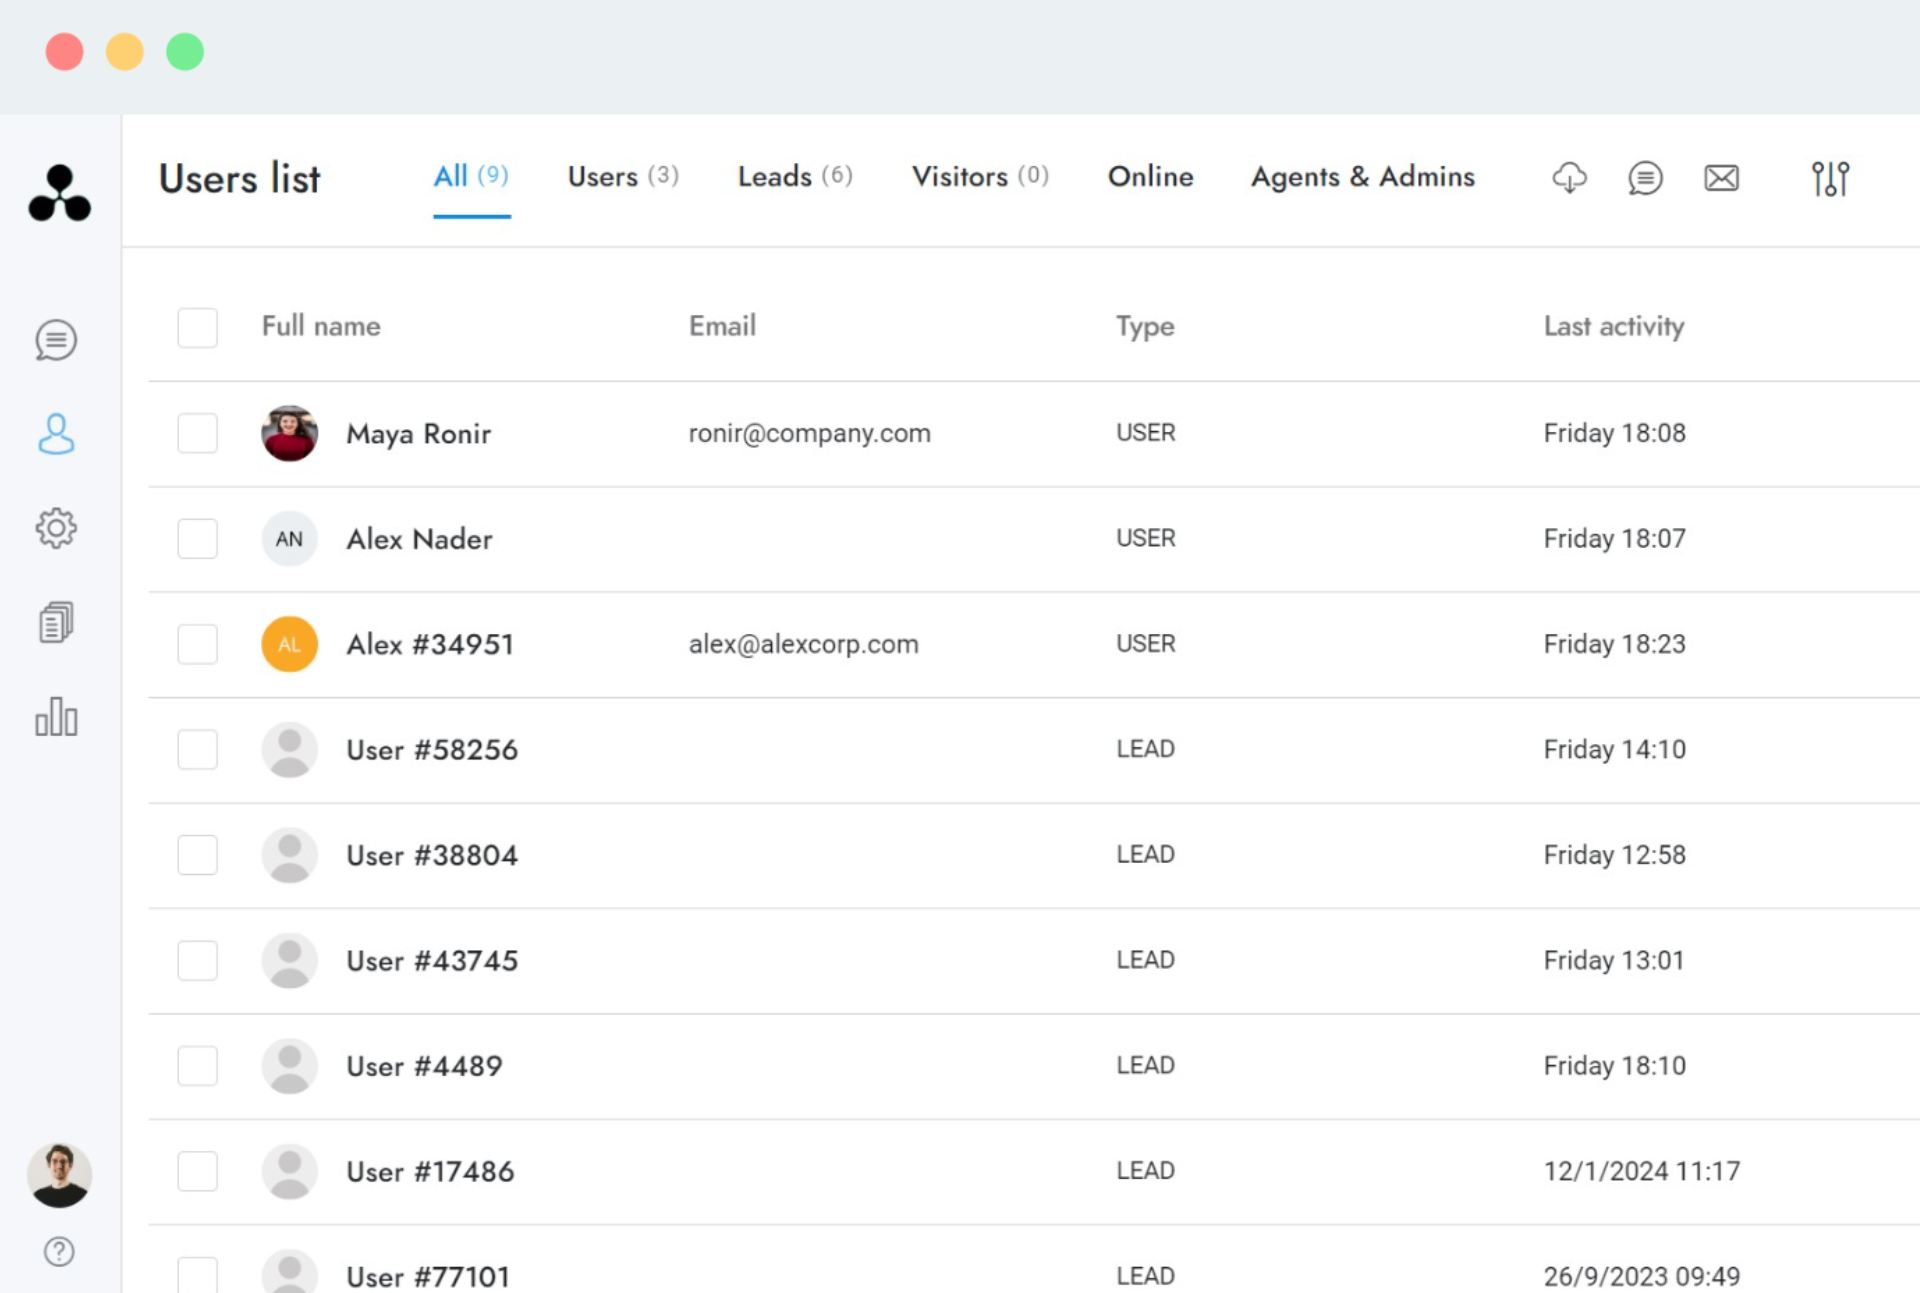 Users list All (9) Users (3) Leads (6) Visitors (0) Online Agents & Admins
Full name Email Type Last activity
Maya Ronir ronir@company.com USER Friday 18:08
AN Alex Nader USER Friday 18:07
AL Alex #34951 alex@alexcorp.com USER Friday 18:23
User #58256 LEAD Friday 14:10
User #38804 LEAD Friday 12:58
User #43745 LEAD Friday 13:01
User #4489 LEAD Friday 18:10
User #17486 LEAD 12/1/2024 11:17
?
User #77101 LEAD 26/9/2023 09:49